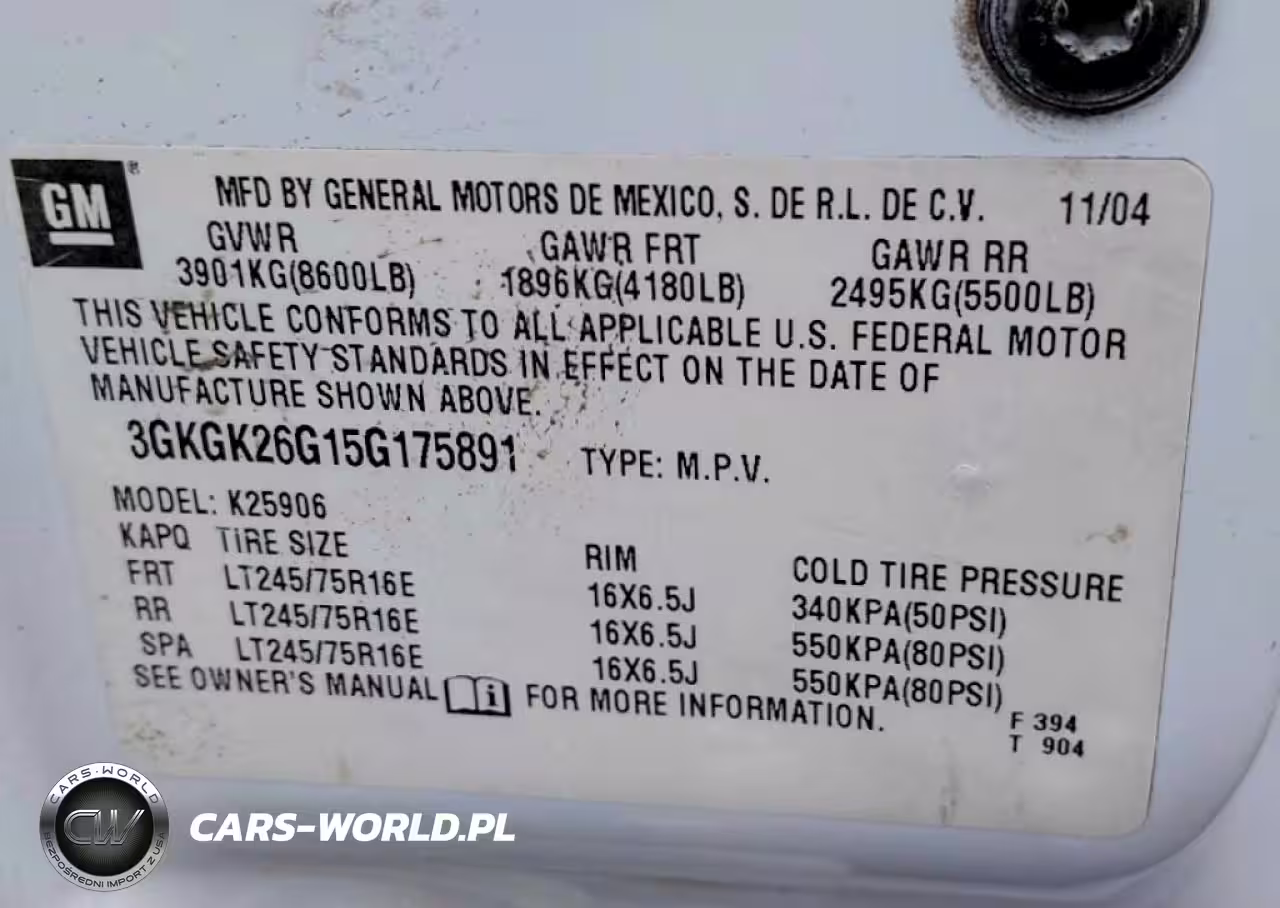 GM®
MFD BY GENERAL MOTORS DE MEXICO, S. DE R.L. DE C.V. 11/04
GVWR GAWR FRT GAWR RR
3901KG(8600LB) 1896KG(4180LB) 2495KG(5500LB)
THIS VEHICLE CONFORMS TO ALL APPLICABLE U.S. FEDERAL MOTOR
VEHICLE SAFETY STANDARDS IN EFFECT ON THE DATE OF
MANUFACTURE SHOWN ABOVE.
3GKGK26G15G175891 TYPE: M.P.V.
MODEL: K25906
KAPQ TIRE SIZE RIM COLD TIRE PRESSURE
FRT LT245/75R16E 16X6.5J 340KPA(50PSI)
RR LT245/75R16E 16X6.5J 550KPA(80PSI)
SPA LT245/75R16E 16X6.5J 550KPA(80PSI)
SEE OWNER'S MANUAL i FOR MORE INFORMATION.
F 394
T 904
CARS-WORLD
CW
BEZPOŚREDNI IMPORT Z USA
CARS-WORLD.PL